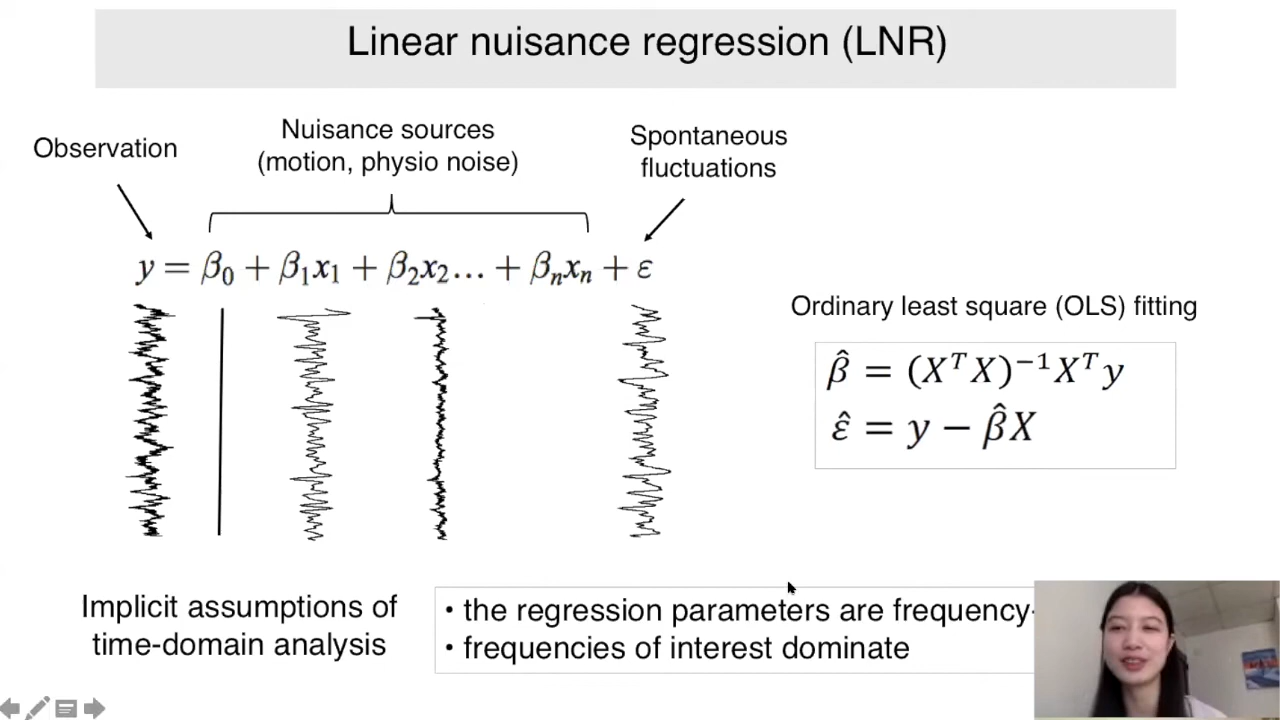 Linear nuisance regression (LNR)
Observation
Nuisance sources
(motion, physio noise)
Spontaneous
fluctuations
y = β₀ + β₁x₁ + β₂x₂… + βₙxₙ + ε
Ordinary least square (OLS) fitting
β̂ = (XᵀX)⁻¹Xᵀy
ε̂ = y − β̂X
Implicit assumptions of
time-domain analysis
• the regression parameters are frequency-
• frequencies of interest dominate